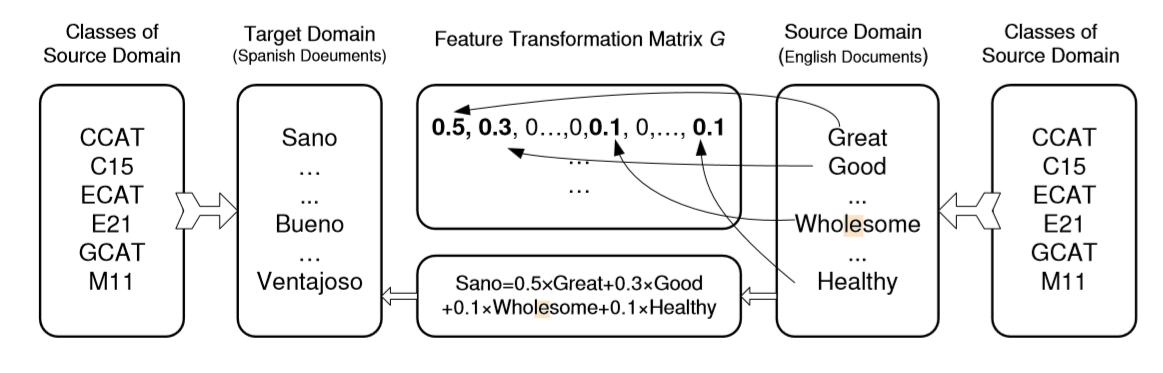 Classes of
Source Domain
Target Domain
(Spanish Doeuments)
Feature Transformation Matrix G
Source Domain
(English Documents)
Classes of
Source Domain
CCAT
C15
ECAT
E21
GCAT
M11
Sano
...
...
Bueno
...
Ventajoso
0.5, 0.3, 0...,0,0.1, 0,..., 0.1
...
...
Sano=0.5×Great+0.3×Good
+0.1×Wholesome+0.1×Healthy
Great
Good
...
Wholesome
...
Healthy
CCAT
C15
ECAT
E21
GCAT
M11